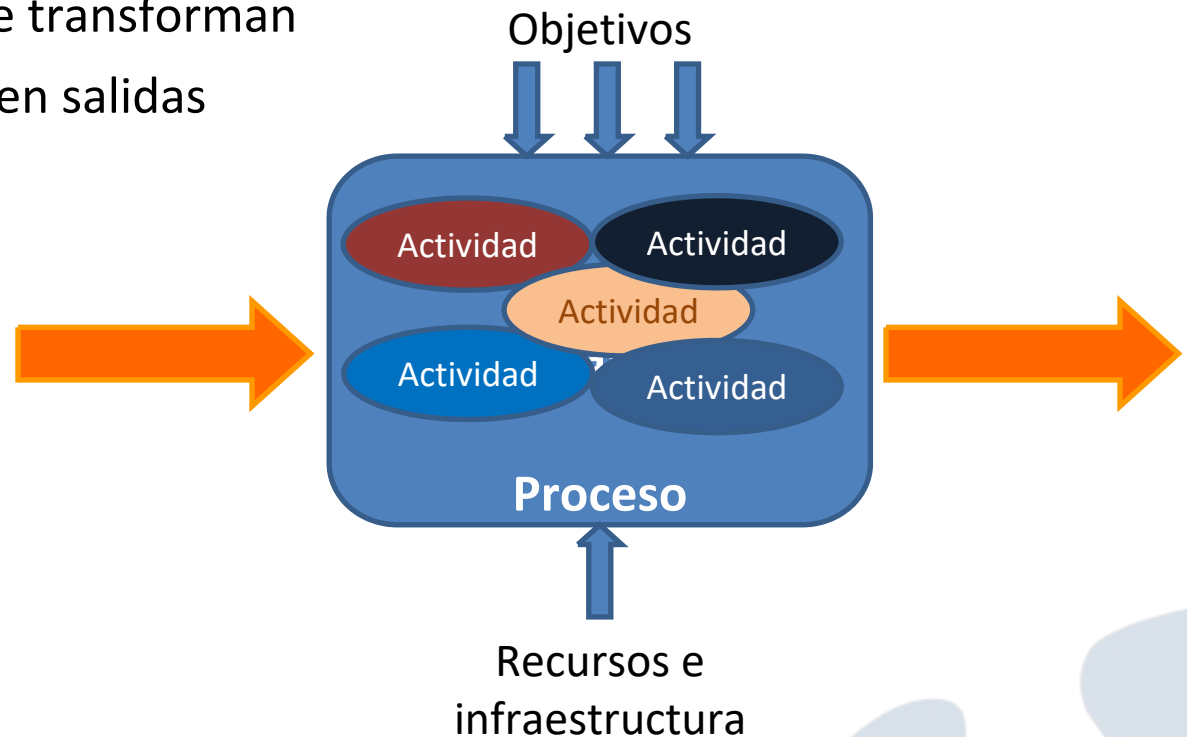 e transforman
en salidas
Objetivos
Actividad
Actividad
Actividad
Actividad
Actividad
Proceso
Recursos e
infraestructura